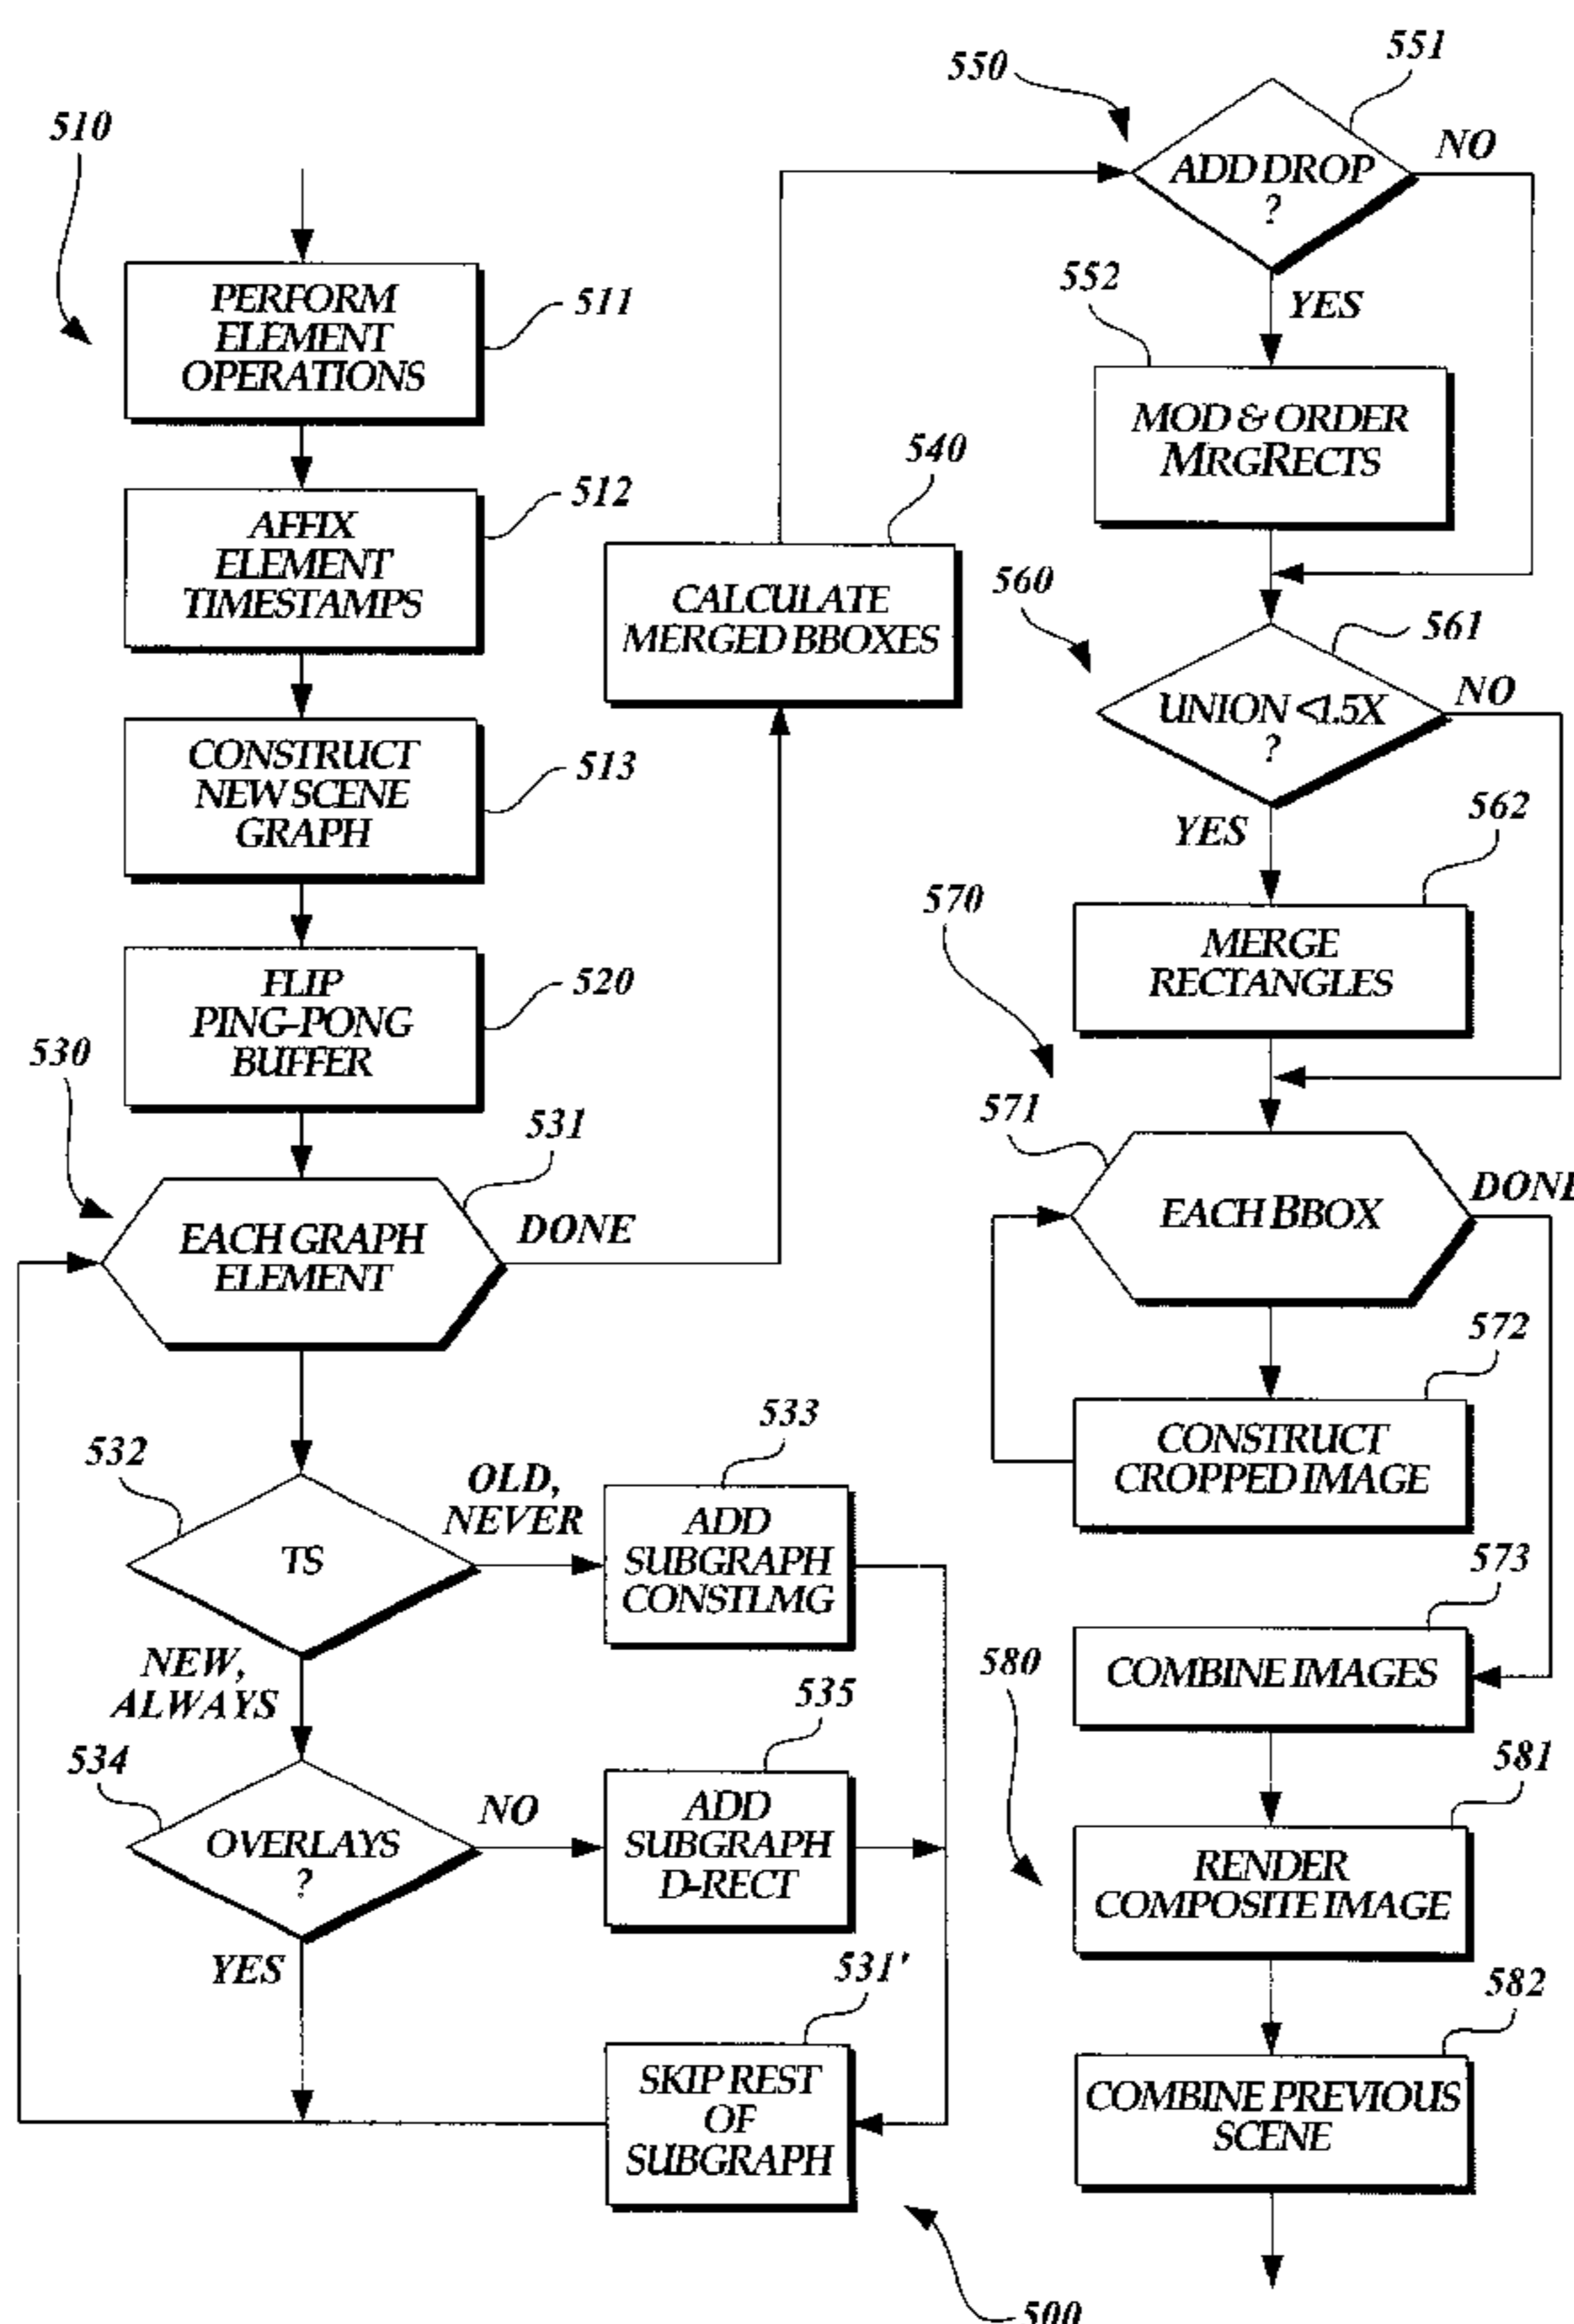 510
PERFORM
ELEMENT
OPERATIONS
511
AFFIX
ELEMENT
TIMESTAMPS
512
CONSTRUCT
NEW SCENE
GRAPH
513
FLIP
PING-PONG
BUFFER
520
530
531
EACH GRAPH
ELEMENT
DONE
532
TS
OLD,
NEVER
533
ADD
SUBGRAPH
CONSTLMG
NEW,
ALWAYS
534
OVERLAYS
?
NO
535
ADD
SUBGRAPH
D-RECT
YES
531'
SKIP REST
OF
SUBGRAPH
500
540
CALCULATE
MERGED BBOXES
550
551
ADD DROP
?
NO
YES
552
MOD & ORDER
MRGRECTS
560
561
UNION <1.5X
?
NO
YES
562
MERGE
RECTANGLES
570
571
EACH BBOX
DONE
572
CONSTRUCT
CROPPED IMAGE
573
COMBINE IMAGES
580
581
RENDER
COMPOSITE IMAGE
582
COMBINE PREVIOUS
SCENE